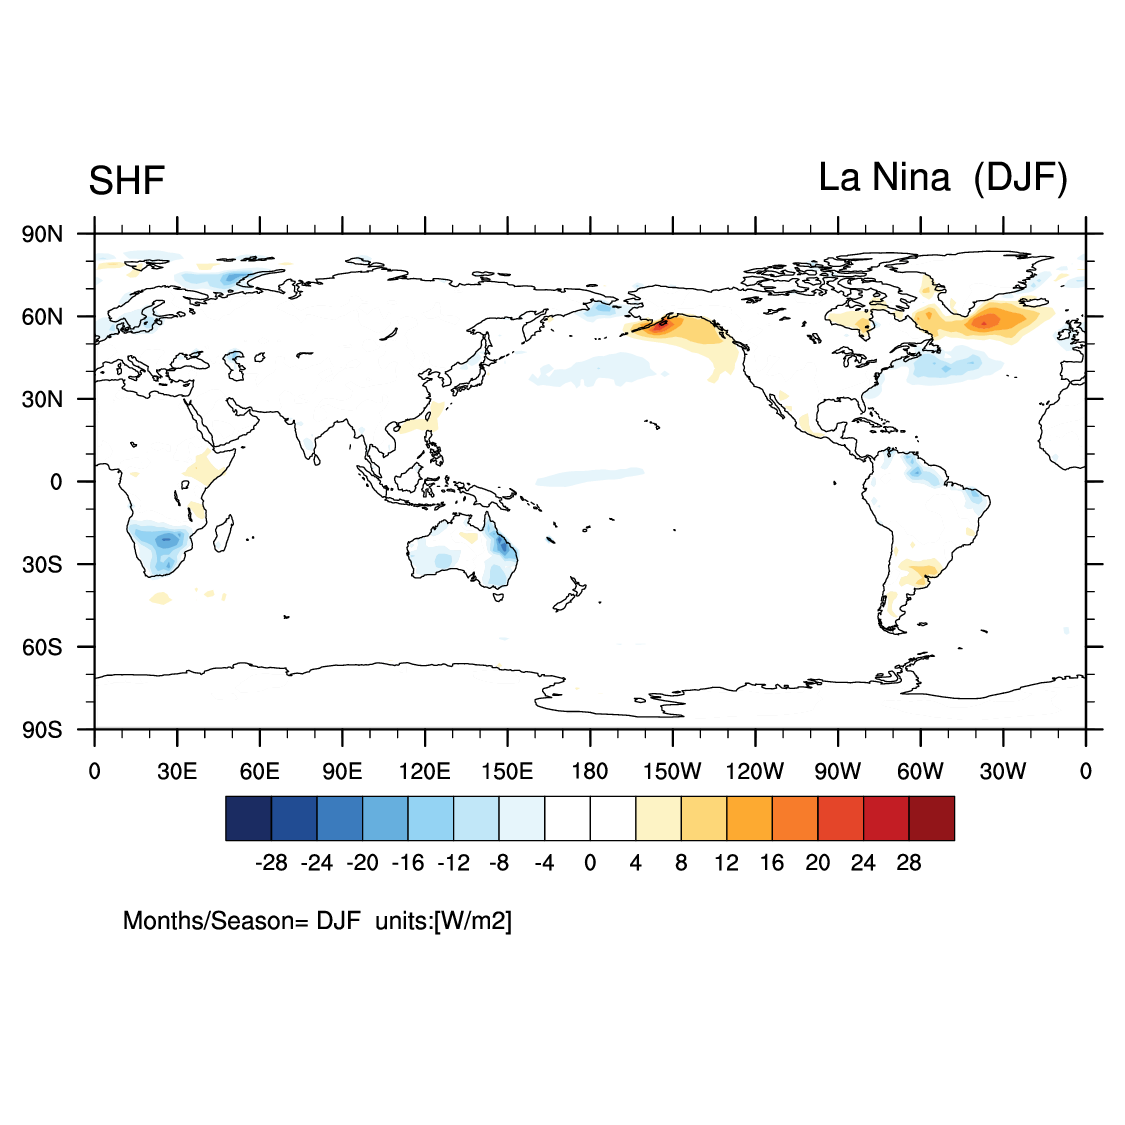 SHF La Nina (DJF)
90N
60N
30N
0
30S
60S
90S
0 30E 60E 90E 120E 150E 180 150W 120W 90W 60W 30W 0
-28 -24 -20 -16 -12 -8 -4 0 4 8 12 16 20 24 28
Months/Season= DJF units:[W/m2]